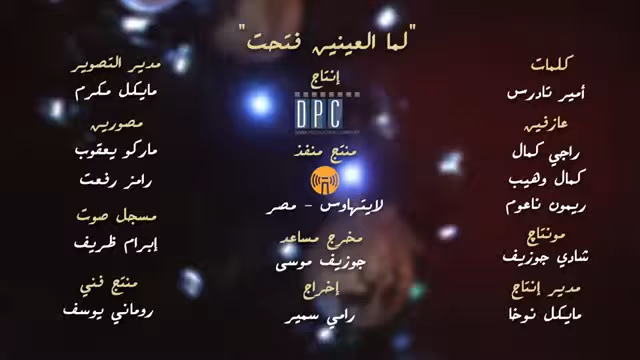 "لما العينين فتحت"
كلمات
أمير تادرس
عازفين
راجي كمال
كمال وهيب
ريمون ناعوم
مونتاج
شادي جوزيف
مدير إنتاج
مايكل نوخا
إنتاج
DPC
منتج منفذ
لايتهاوس - مصر
مخرج مساعد
جوزيف موسى
إخراج
رامي سمير
مدير التصوير
مايكل مكرم
مصورين
ماركو يعقوب
رامز رفعت
مسجل صوت
إبرام ظريف
منتج فني
روماني يوسف